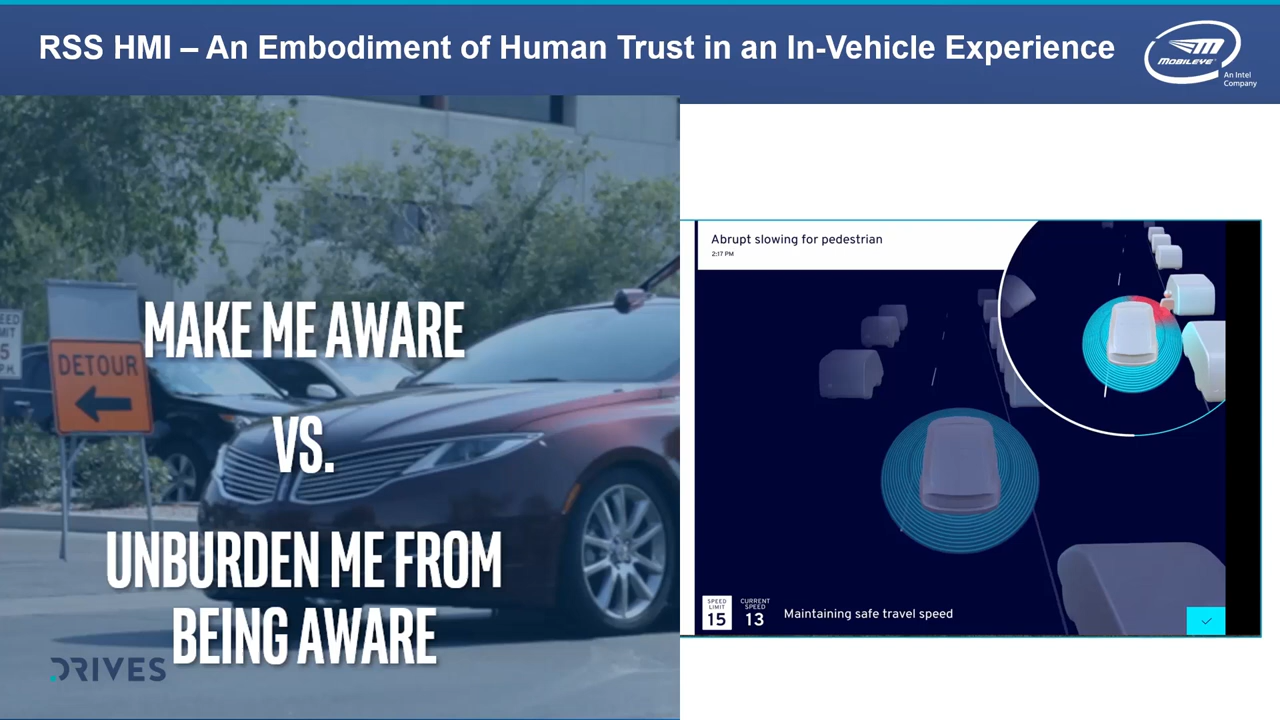 RSS HMI – An Embodiment of Human Trust in an In-Vehicle Experience
MOBILEYE
An Intel
Company
DETOUR
MAKE ME AWARE
VS.
UNBURDEN ME FROM
BEING AWARE
DRIVES
Abrupt slowing for pedestrian
2:17 PM
SPEED
LIMIT
15
CURRENT
SPEED
13
Maintaining safe travel speed